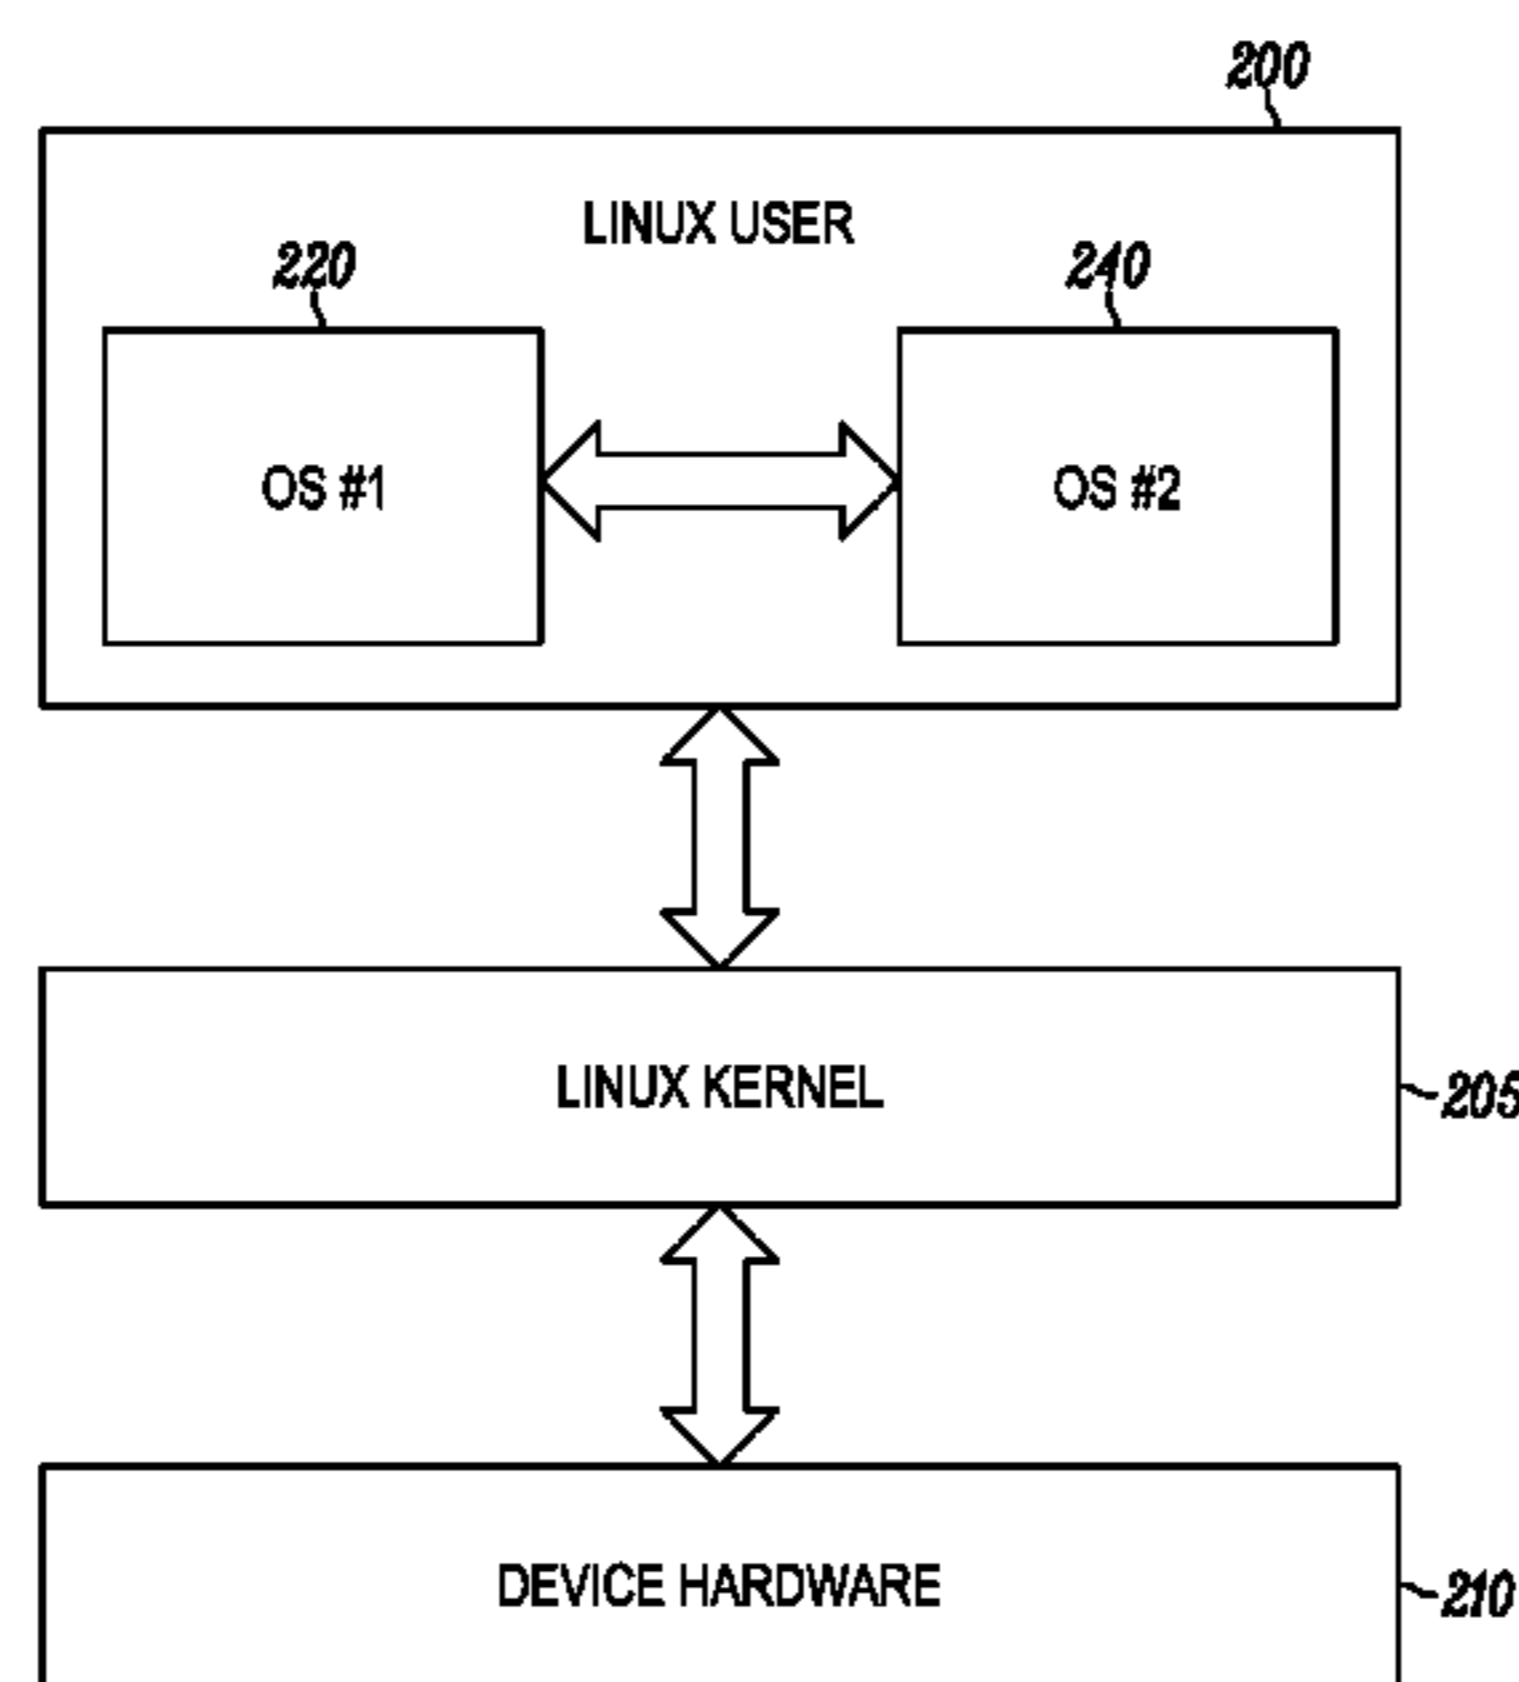 200
LINUX USER
220
240
OS #1
OS #2
LINUX KERNEL
205
DEVICE HARDWARE
210